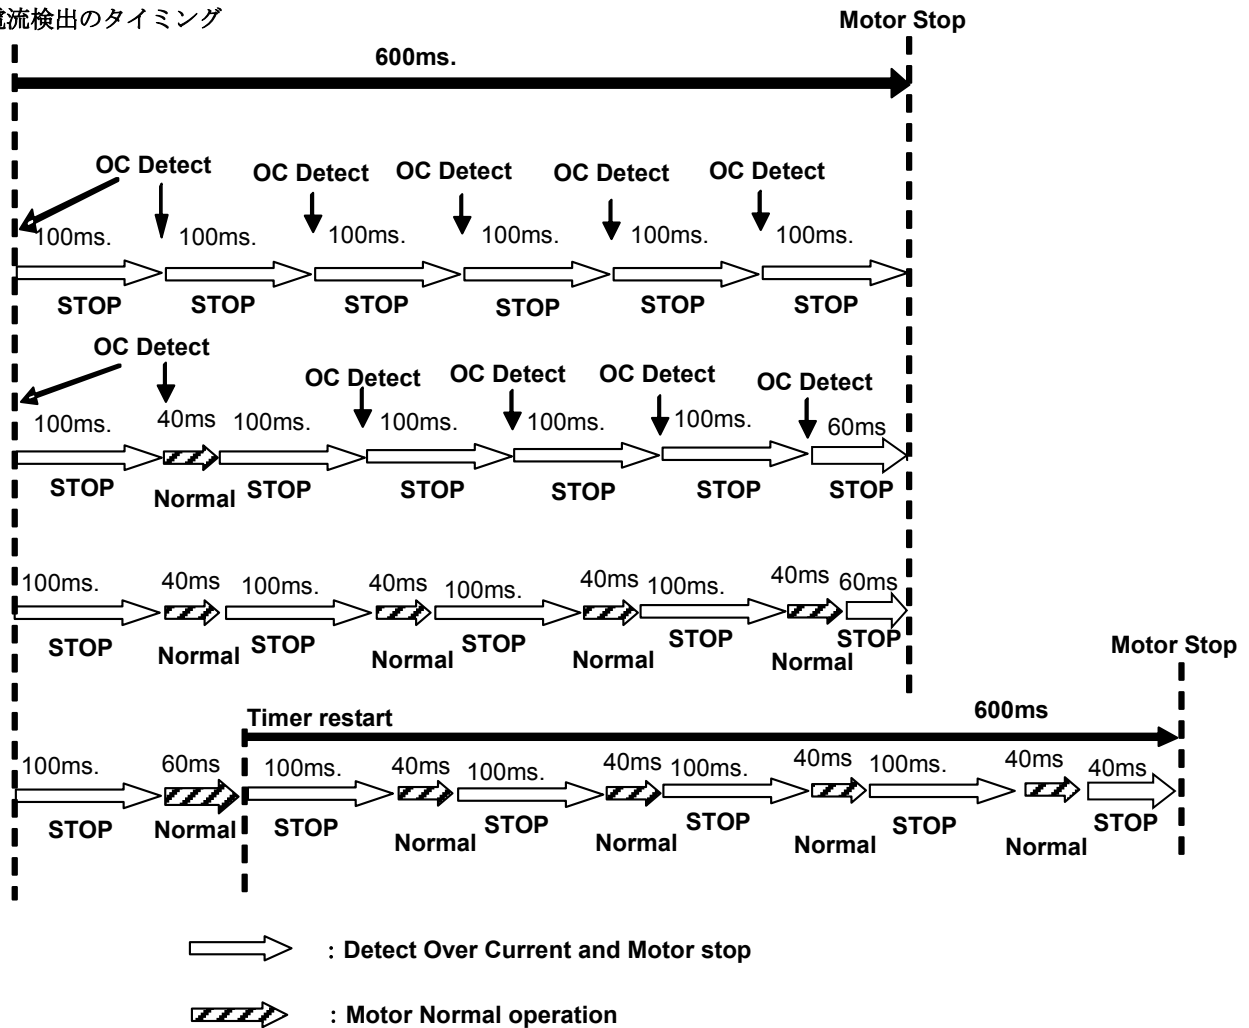 流検出のタイミング
Motor Stop
600ms.
OC Detect
OC Detect
OC Detect
OC Detect
OC Detect
100ms.
100ms.
100ms.
100ms.
100ms.
100ms.
STOP
STOP
STOP
STOP
STOP
STOP
OC Detect
OC Detect
OC Detect
OC Detect
OC Detect
100ms.
40ms
100ms.
100ms.
100ms.
100ms.
60ms
STOP
Normal
STOP
STOP
STOP
STOP
STOP
100ms.
40ms
100ms.
40ms
100ms.
40ms
100ms.
40ms
60ms
STOP
Normal
STOP
Normal
STOP
Normal
STOP
Normal
STOP
Motor Stop
Timer restart
600ms
100ms.
60ms
100ms.
40ms
100ms.
40ms
100ms.
40ms
100ms.
40ms
40ms
STOP
Normal
STOP
Normal
STOP
Normal
STOP
Normal
STOP
Normal
STOP
: Detect Over Current and Motor stop
: Motor Normal operation